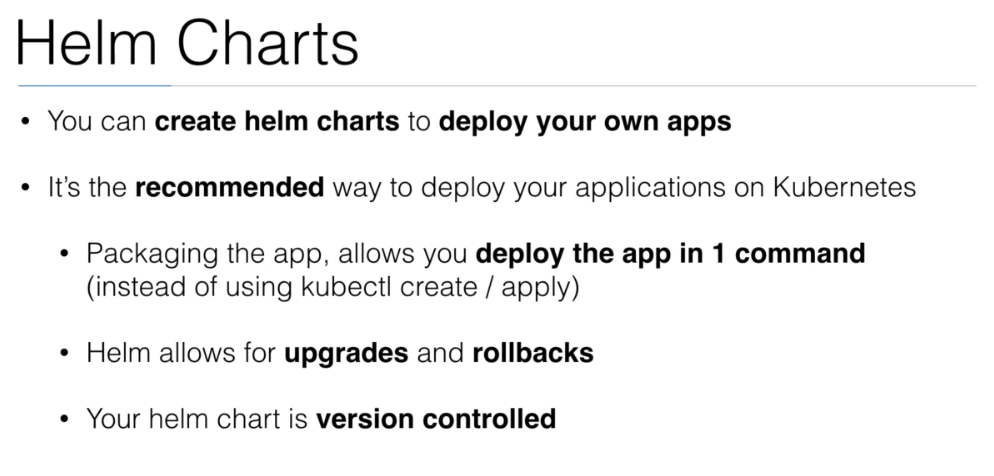 Helm Charts
• You can create helm charts to deploy your own apps
• It's the recommended way to deploy your applications on Kubernetes
• Packaging the app, allows you deploy the app in 1 command
(instead of using kubectl create / apply)
• Helm allows for upgrades and rollbacks
• Your helm chart is version controlled